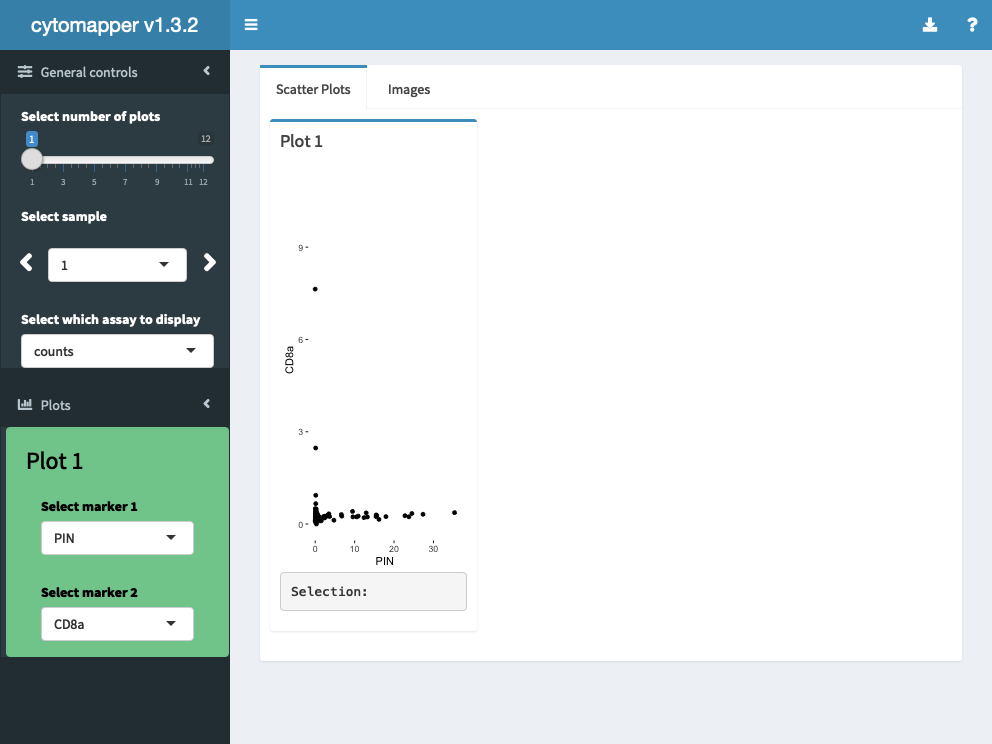 cytomapper v1.3.2
General controls
Select number of plots
1
12
1 3 5 7 9 11 12
Select sample
1
Select which assay to display
counts
Plots
Plot 1
Select marker 1
PIN
Select marker 2
CD8a
?
Scatter Plots Images
Plot 1
9
6
3
0
CD8a
0 10 20 30
PIN
Selection: